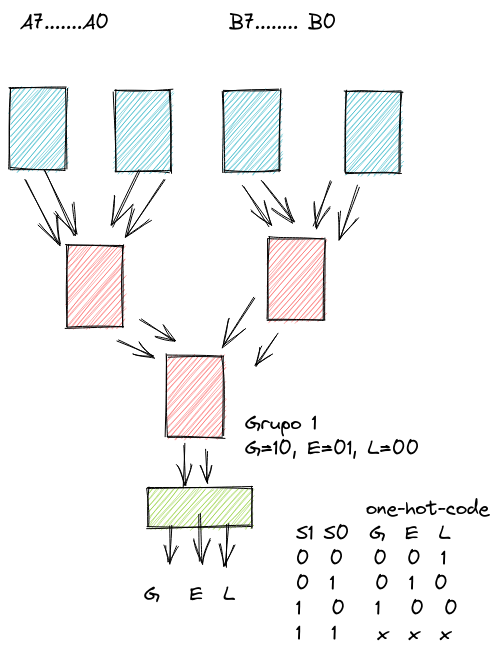 A7.......A0 B7........ B0
Grupo 1
G=10, E=01, L=00
one-hot-code
S1 S0 G E L
0 0 0 0 1
0 1 0 1 0
1 0 1 0 0
1 1 x x x
G E L